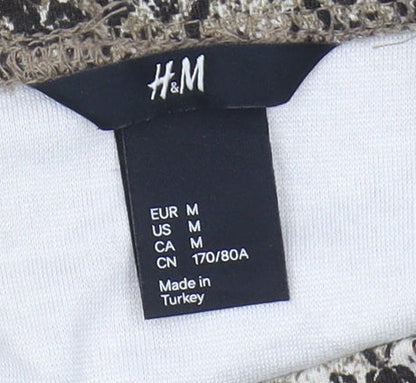 H&M
EUR M
US M
CA M
CN 170/80A
Made in
Turkey